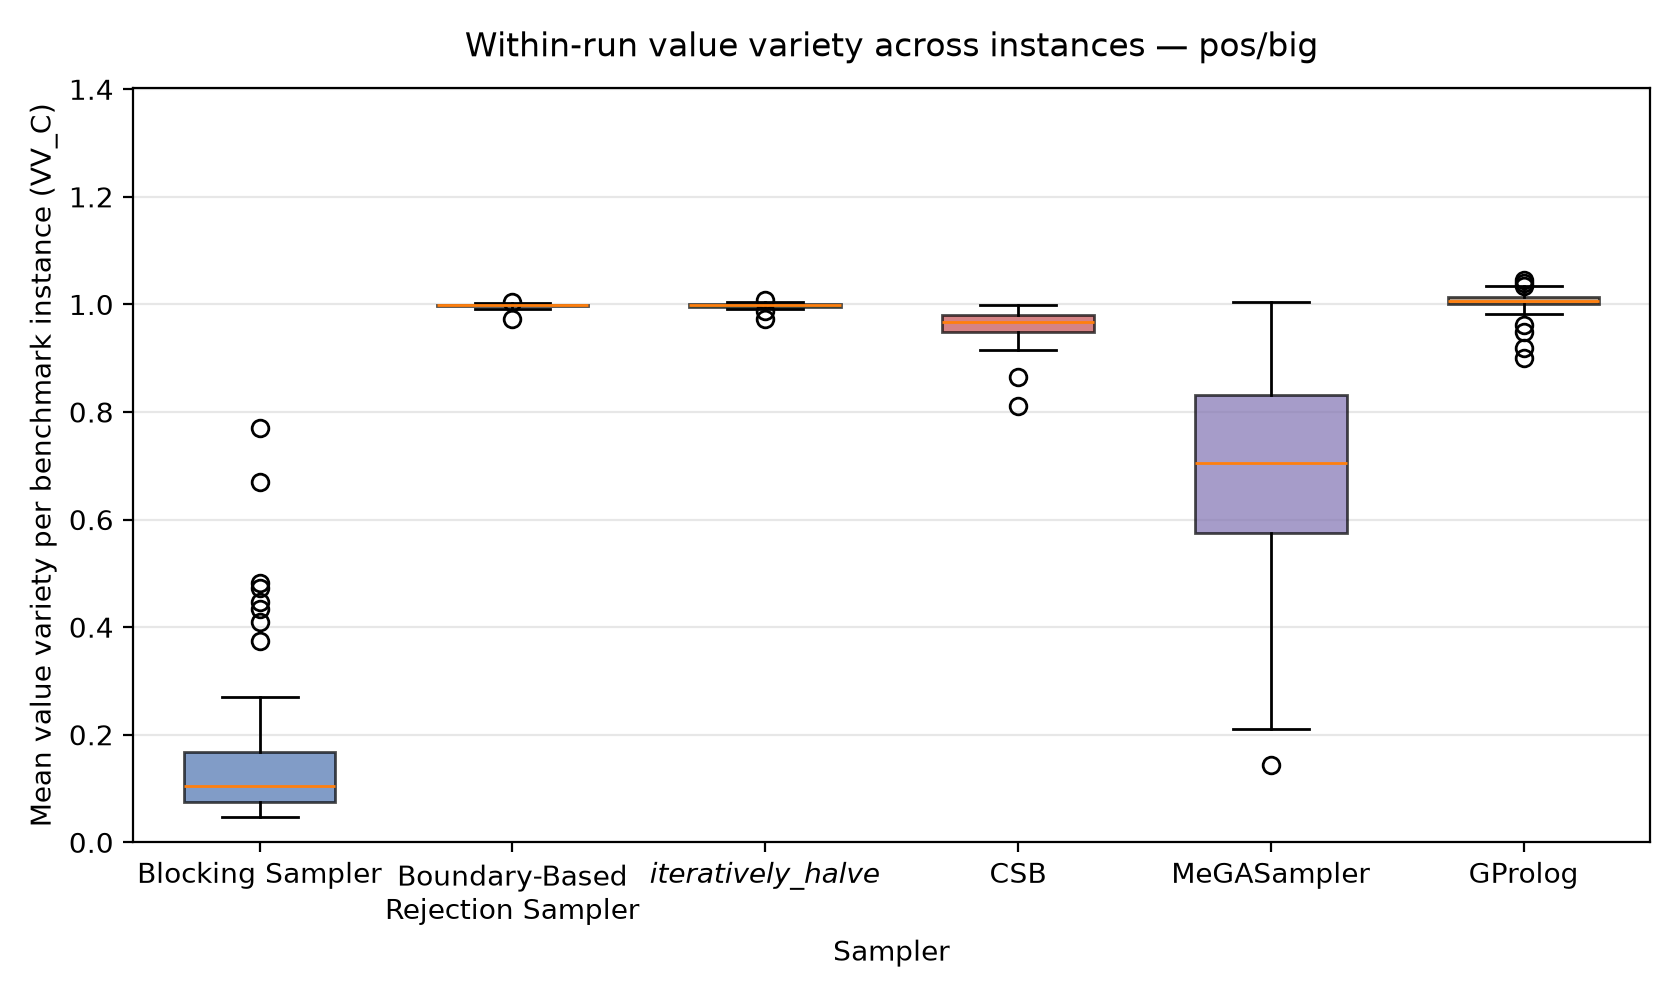 Within-run value variety across instances — pos/big
Mean value variety per benchmark instance (VV_C)
1.4
1.2
1.0
0.8
0.6
0.4
0.2
0.0
Blocking Sampler
Boundary-Based
Rejection Sampler
iteratively_halve
CSB
MeGASampler
GProlog
Sampler